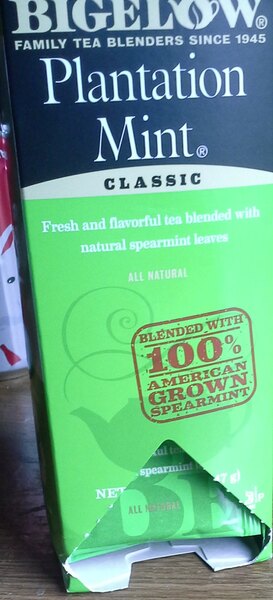 BIGELOW®
FAMILY TEA BLENDERS SINCE 1945
Plantation
Mint®
CLASSIC
Fresh and flavorful tea blended with
natural spearmint leaves
ALL NATURAL
BLENDED WITH
100%
AMERICAN
GROWN
SPEARMINT
spearmint
ALL NATURAL